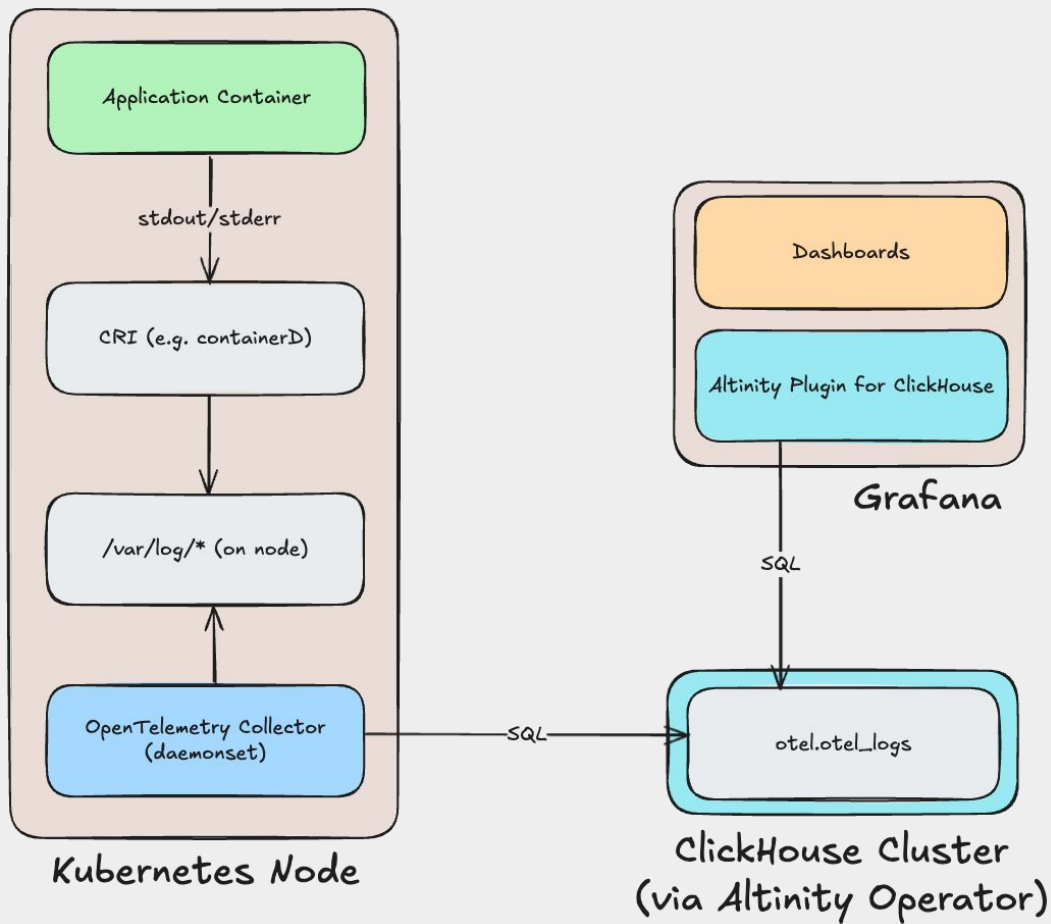 Application Container
stdout/stderr
CRI (e.g. containerD)
/var/log/* (on node)
OpenTelemetry Collector
(daemonset)
Kubernetes Node
SQL
Dashboards
Altinity Plugin for ClickHouse
Grafana
SQL
otel.otel_logs
ClickHouse Cluster
(via Altinity Operator)